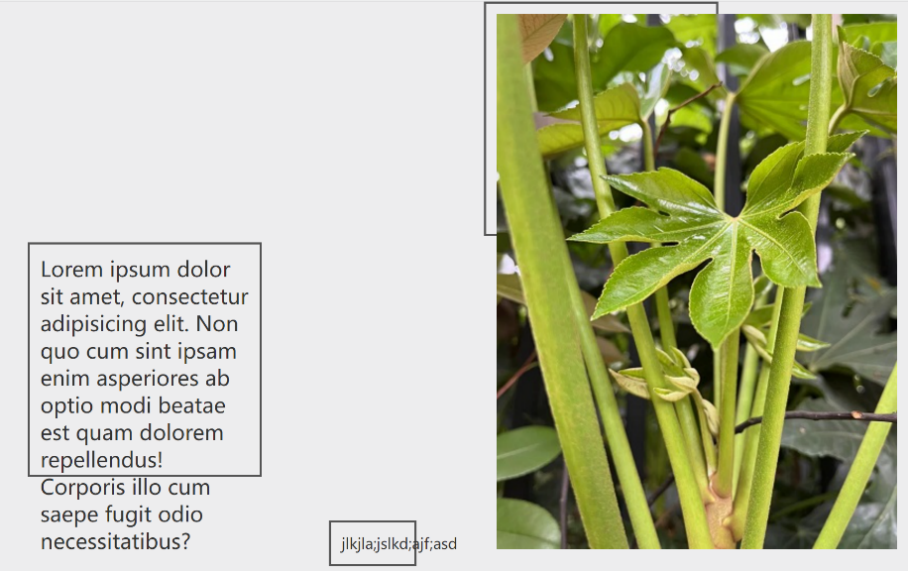 Lorem ipsum dolor
sit amet, consectetur
adipisicing elit. Non
quo cum sint ipsam
enim asperiores ab
optio modi beatae
est quam dolorem
repellendus!
Corporis illo cum
saepe fugit odio
necessitatibus?
jlkjla;jslkd;ajf;asd